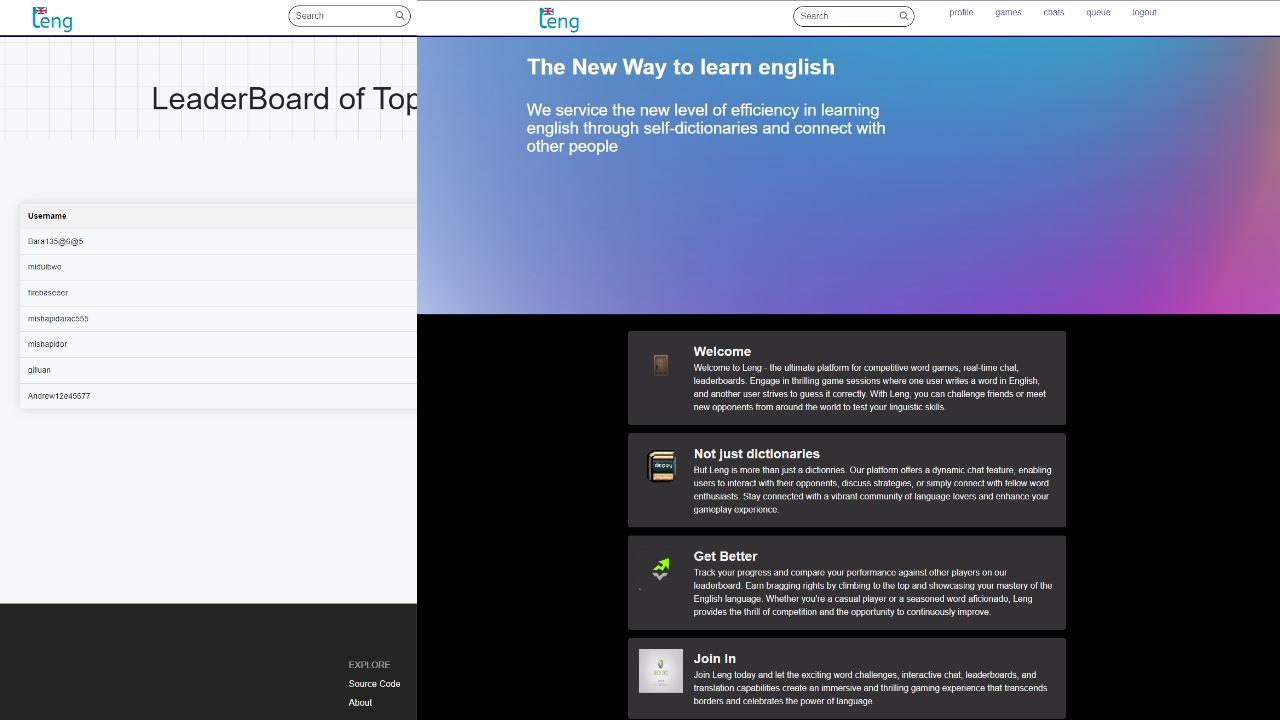 Leng
Search
LeaderBoard of Top
Username
Bara135@6@5
miduibwo
firebaseeer
mishapidarac555
mishapidor
gilluan
Andrew12e45677
EXPLORE
Source Code
About
Leng
Search
profile games chats queue logout
The New Way to learn english
We service the new level of efficiency in learning
english through self-dictionaries and connect with
other people
Welcome
Welcome to Leng - the ultimate platform for competitive word games, real-time chat,
leaderboards. Engage in thrilling game sessions where one user writes a word in English,
and another user strives to guess it correctly. With Leng, you can challenge friends or meet
new opponents from around the world to test your linguistic skills.
Not just dictionaries
But Leng is more than just a dictionries. Our platform offers a dynamic chat feature, enabling
users to interact with their opponents, discuss strategies, or simply connect with fellow word
enthusiasts. Stay connected with a vibrant community of language lovers and enhance your
gameplay experience.
Get Better
Track your progress and compare your performance against other players on our
leaderboard. Earn bragging rights by climbing to the top and showcasing your mastery of the
English language. Whether you're a casual player or a seasoned word aficionado, Leng
provides the thrill of competition and the opportunity to continuously improve.
Join In
Join Leng today and let the exciting word challenges, interactive chat, leaderboards, and
translation capabilities create an immersive and thrilling gaming experience that transcends
borders and celebrates the power of language.